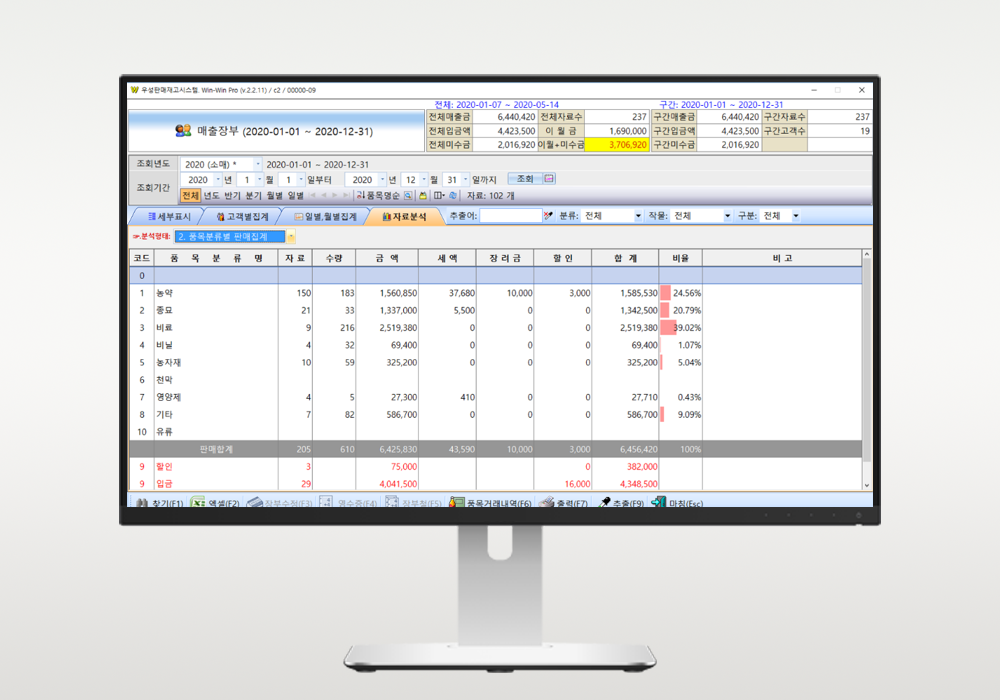 우성판매재고시스템. Win-Win Pro (v.2.2.11) / c2 / 00000-09
전체: 2020-01-07 ~ 2020-05-14 구간: 2020-01-01 ~ 2020-12-31
매출장부 (2020-01-01 ~ 2020-12-31)
전체매출금 6,440,420 전체자료수 237 구간매출금 6,440,420 구간자료수 237
전체입금액 4,423,500 이 월 금 1,690,000 구간입금액 4,423,500 구간고객수 19
전체미수금 2,016,920 이월+미수금 3,706,920 구간미수금 2,016,920
조회년도 2020 (소매) * 2020-01-01 ~ 2020-12-31
조회기간 2020 년 1 월 1 일부터 2020 년 12 월 31 일까지 조회
전체 년도 반기 분기 월별 일별 품목명순 자료: 102 개
세부표시 고객별집계 일별,월별집계 자료분석 추출어: 분류: 전체 작물: 전체 구분: 전체
분석형태: 2. 품목분류별 판매집계
코드 품 목 분 류 명 자 료 수량 금 액 세 액 장 려 금 할 인 합 계 비율 비 고
0
1 농약 150 183 1,560,850 37,680 10,000 3,000 1,585,530 24.56%
2 종묘 21 33 1,337,000 5,500 0 0 1,342,500 20.79%
3 비료 9 216 2,519,380 0 0 0 2,519,380 39.02%
4 비닐 4 32 69,400 0 0 0 69,400 1.07%
5 농자재 10 59 325,200 0 0 0 325,200 5.04%
6 천막
7 영양제 4 5 27,300 410 0 0 27,710 0.43%
8 기타 7 82 586,700 0 0 0 586,700 9.09%
10 유류
판매합계 205 610 6,425,830 43,590 10,000 3,000 6,456,420 100%
9 할인 3 75,000 0 382,000
9 입금 29 4,041,500 16,000 4,348,500
찾기(F1) 엑셀(F2) 장부수정(F3) 영수증(F4) 장부철(F5) 품목거래내역(F6) 출력(F7) 추출(F9) 마침(Esc)